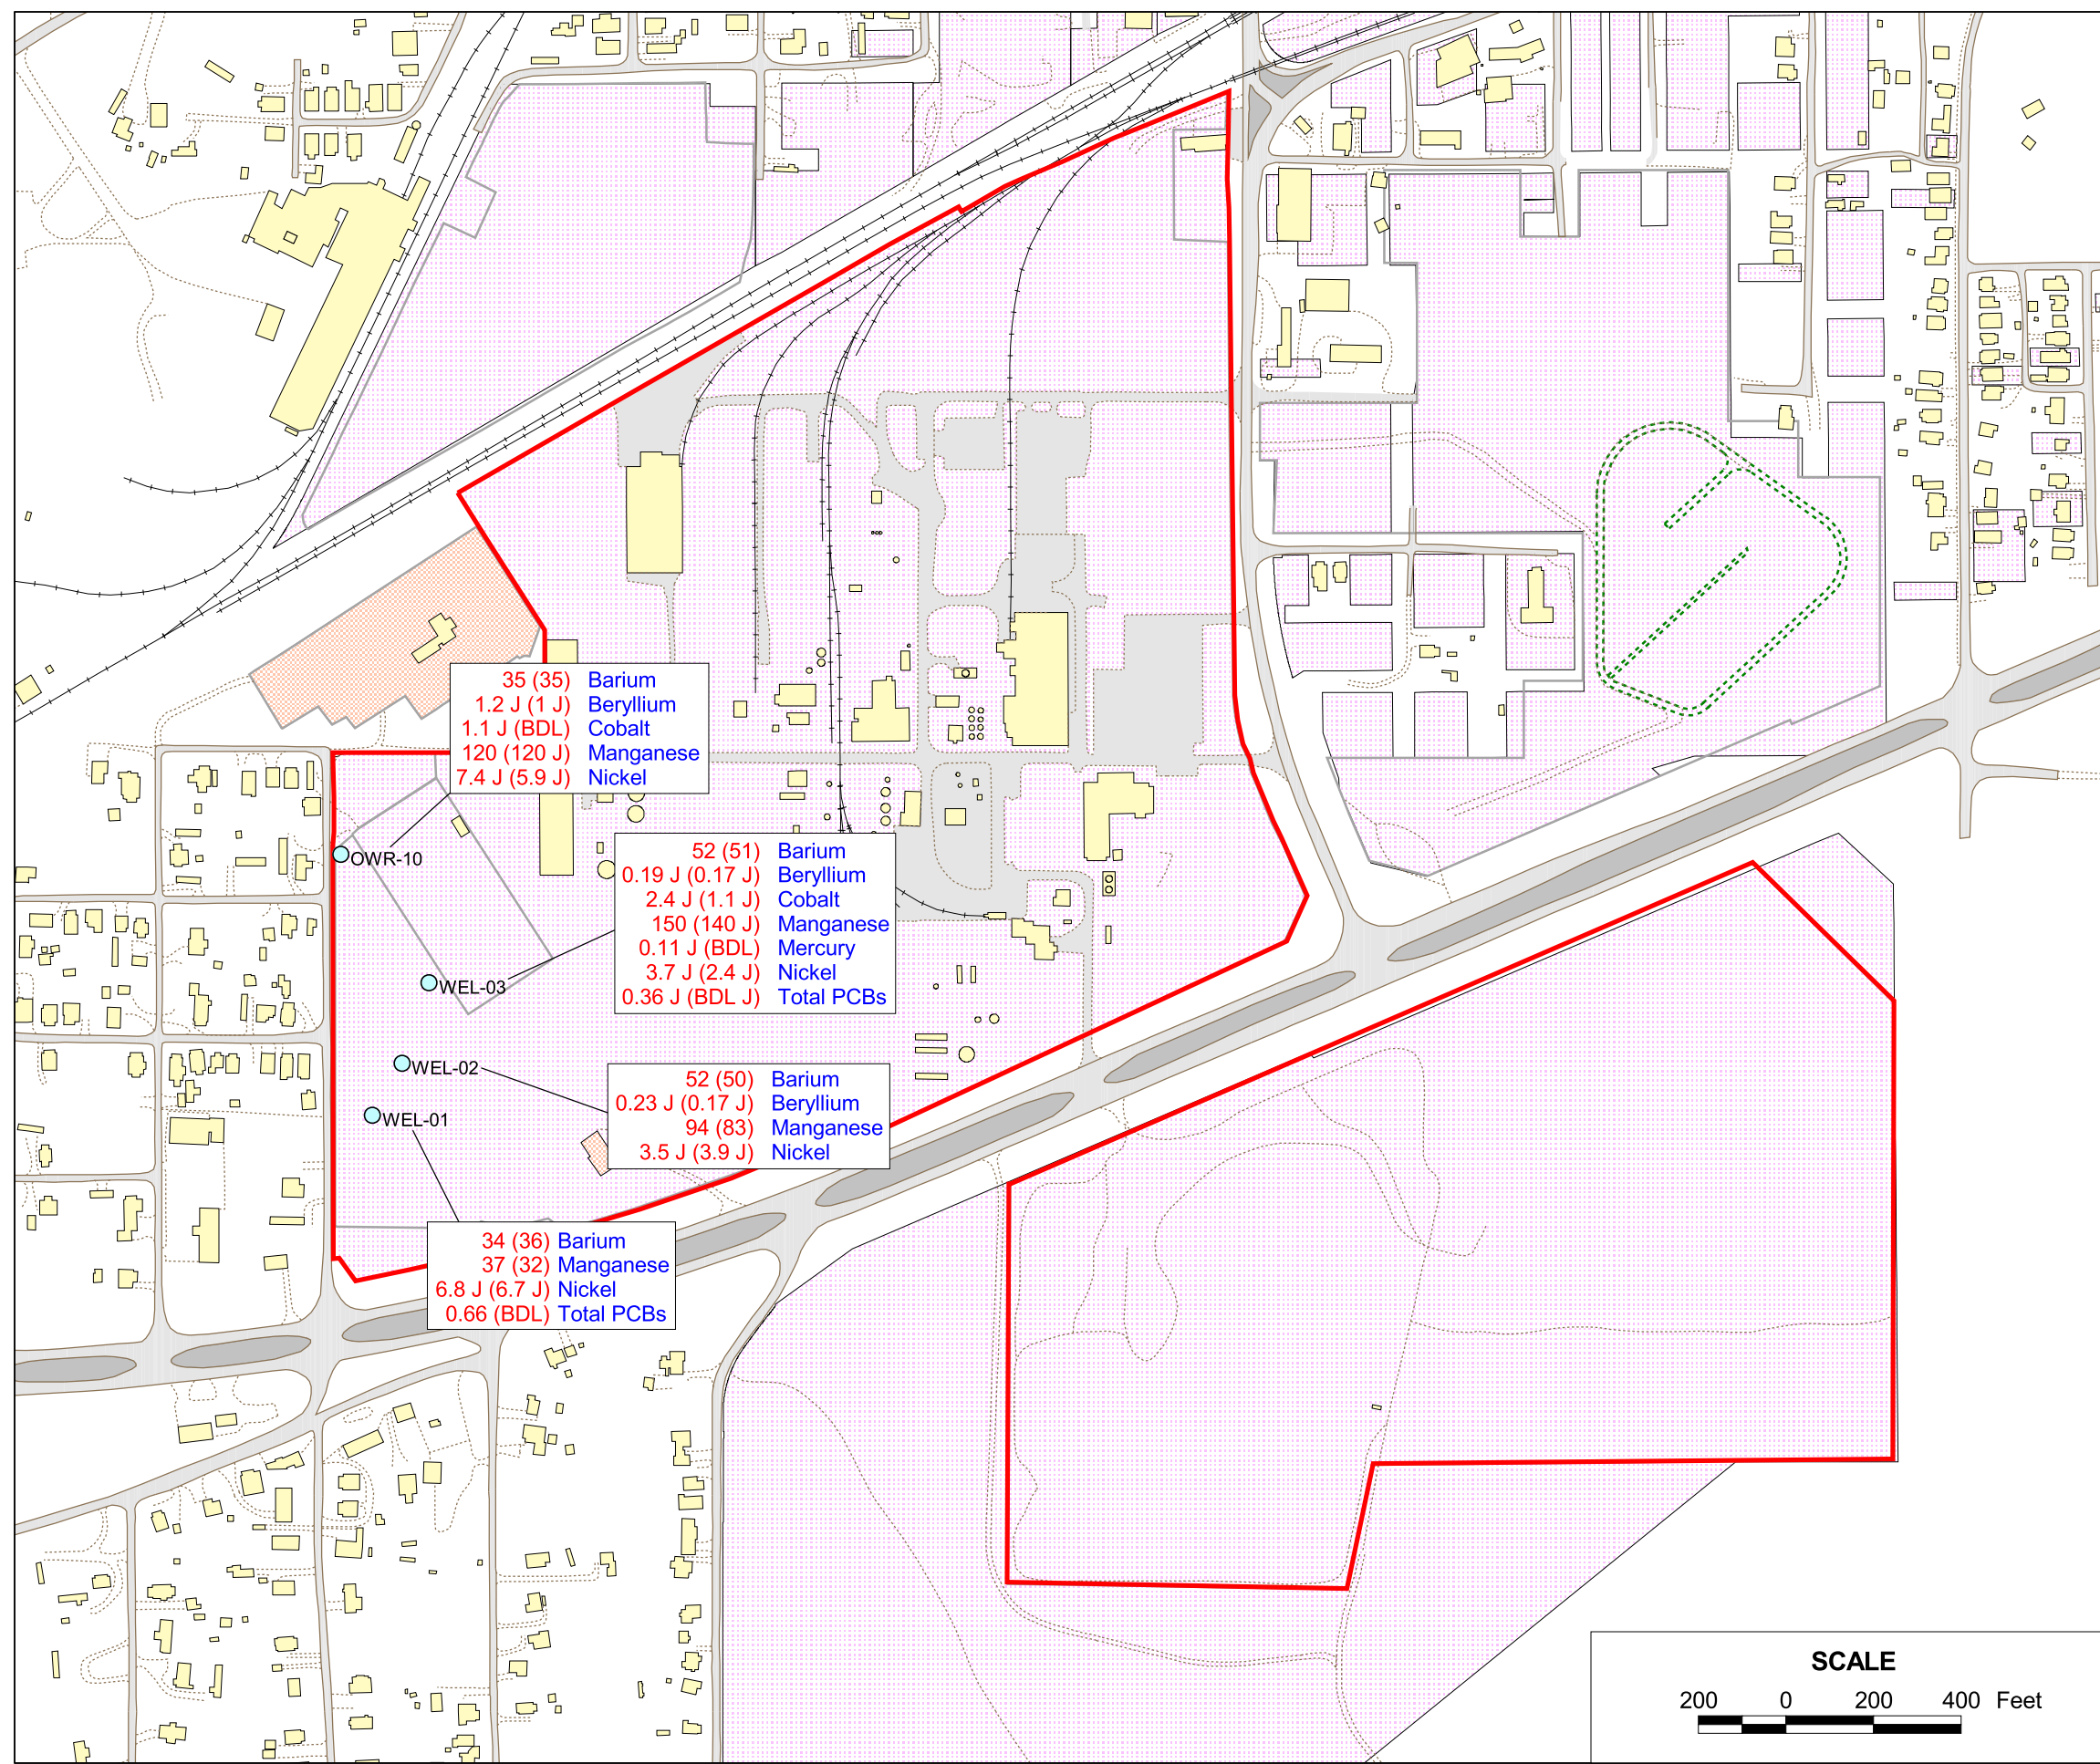 35 (35) Barium
1.2 J (1 J) Beryllium
1.1 J (BDL) Cobalt
120 (120 J) Manganese
7.4 J (5.9 J) Nickel
OWR-10
52 (51) Barium
0.19 J (0.17 J) Beryllium
2.4 J (1.1 J) Cobalt
150 (140 J) Manganese
0.11 J (BDL) Mercury
3.7 J (2.4 J) Nickel
0.36 J (BDL J) Total PCBs
WEL-03
WEL-02
52 (50) Barium
0.23 J (0.17 J) Beryllium
94 (83) Manganese
3.5 J (3.9 J) Nickel
WEL-01
34 (36) Barium
37 (32) Manganese
6.8 J (6.7 J) Nickel
0.66 (BDL) Total PCBs
SCALE
200 0 200 400 Feet